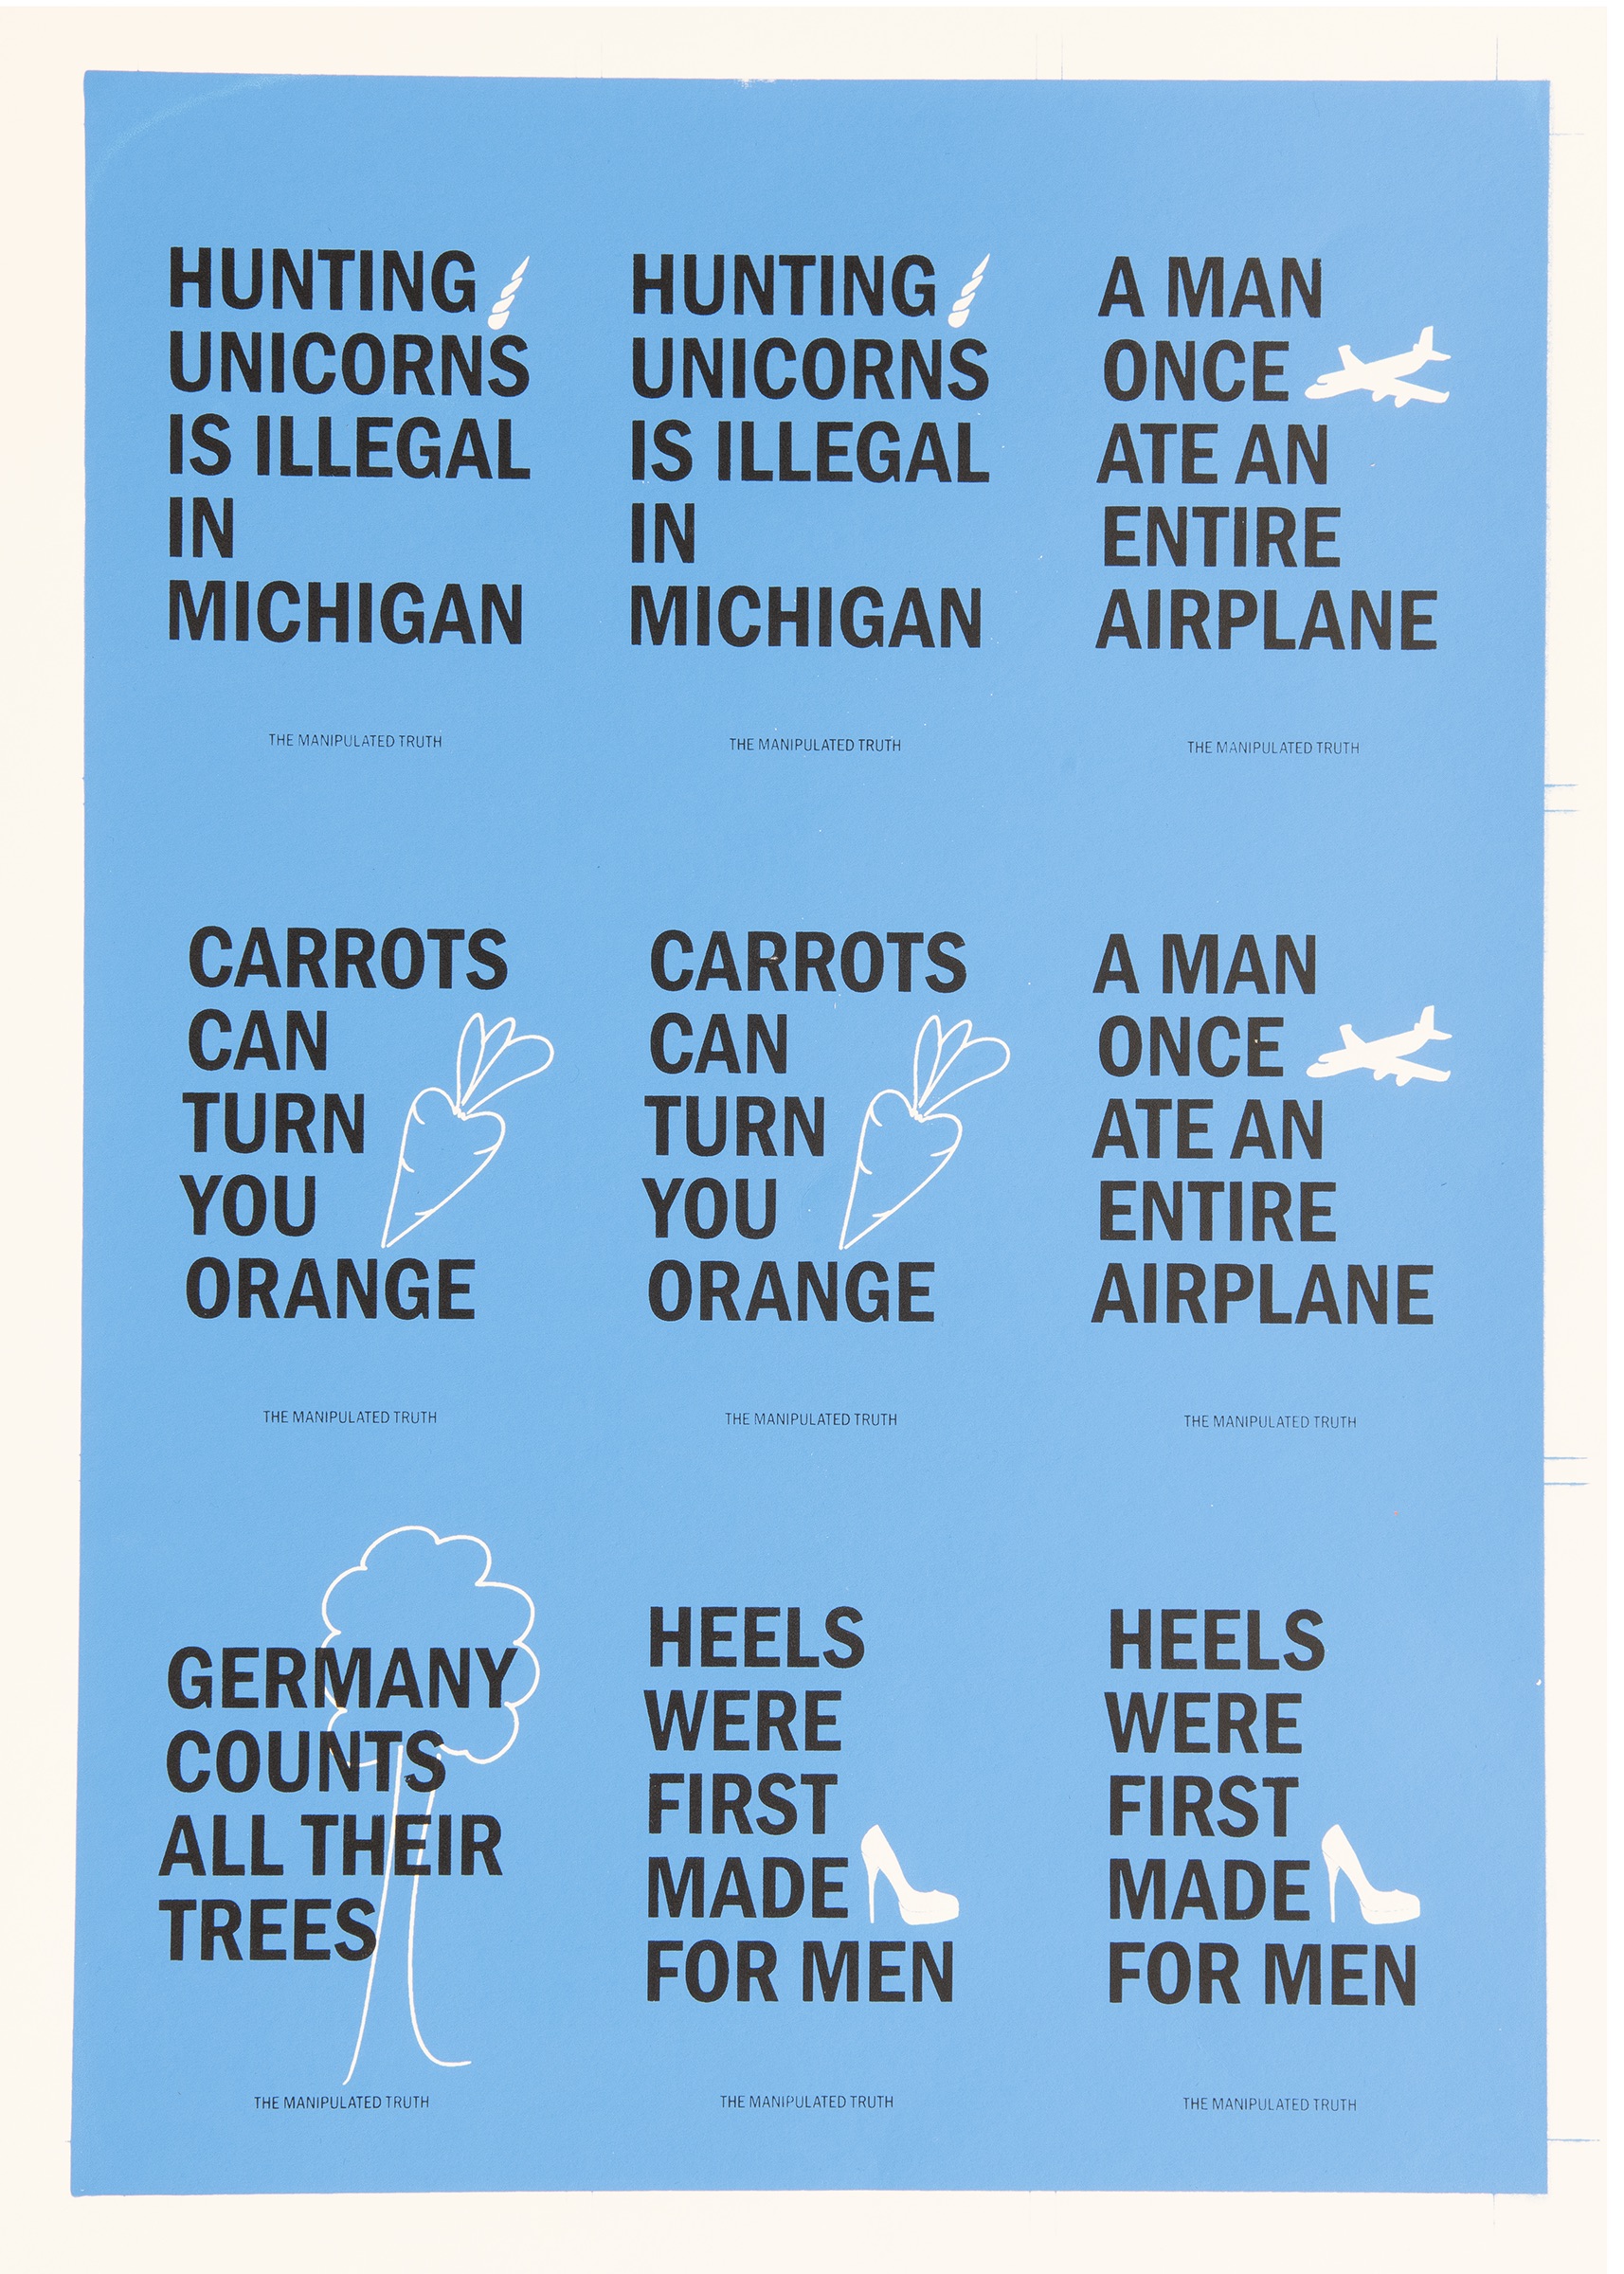 HUNTING
UNICORNS
IS ILLEGAL
IN
MICHIGAN
THE MANIPULATED TRUTH
HUNTING
UNICORNS
IS ILLEGAL
IN
MICHIGAN
THE MANIPULATED TRUTH
A MAN
ONCE
ATE AN
ENTIRE
AIRPLANE
THE MANIPULATED TRUTH
CARROTS
CAN
TURN
YOU
ORANGE
THE MANIPULATED TRUTH
CARROTS
CAN
TURN
YOU
ORANGE
THE MANIPULATED TRUTH
A MAN
ONCE
ATE AN
ENTIRE
AIRPLANE
THE MANIPULATED TRUTH
GERMANY
COUNTS
ALL THEIR
TREES
THE MANIPULATED TRUTH
HEELS
WERE
FIRST
MADE
FOR MEN
THE MANIPULATED TRUTH
HEELS
WERE
FIRST
MADE
FOR MEN
THE MANIPULATED TRUTH